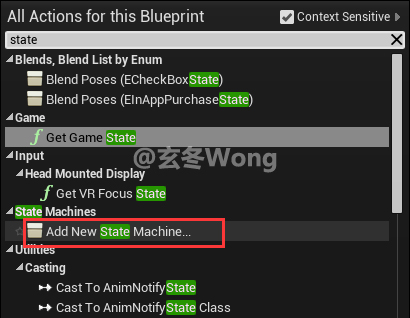 All Actions for this Blueprint
Context Sensitive
state
Blends, Blend List by Enum
Blend Poses (ECheckBoxState)
Blend Poses (EInAppPurchaseState)
Game
f Get Game State
@玄冬Wong
Input
Head Mounted Display
f Get VR Focus State
State Machines
Add New State Machine...
Utilities
Casting
Cast To AnimNotifyState
Cast To AnimNotifyState Class